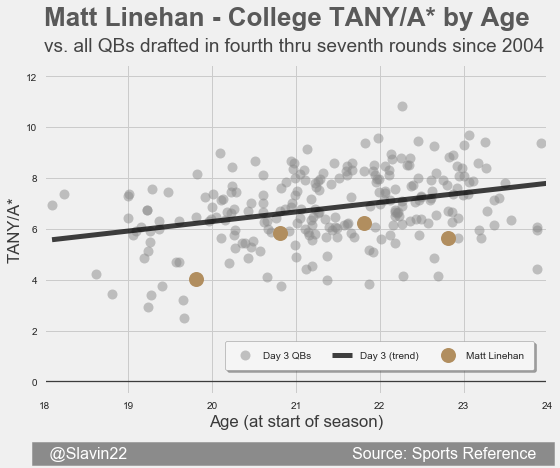 Matt Linehan - College TANY/A* by Age
vs. all QBs drafted in fourth thru seventh rounds since 2004
TANY/A*
12
10
8
6
4
2
0
Day 3 QBs
Day 3 (trend)
Matt Linehan
18 19 20 21 22 23 24
Age (at start of season)
@Slavin22
Source: Sports Reference